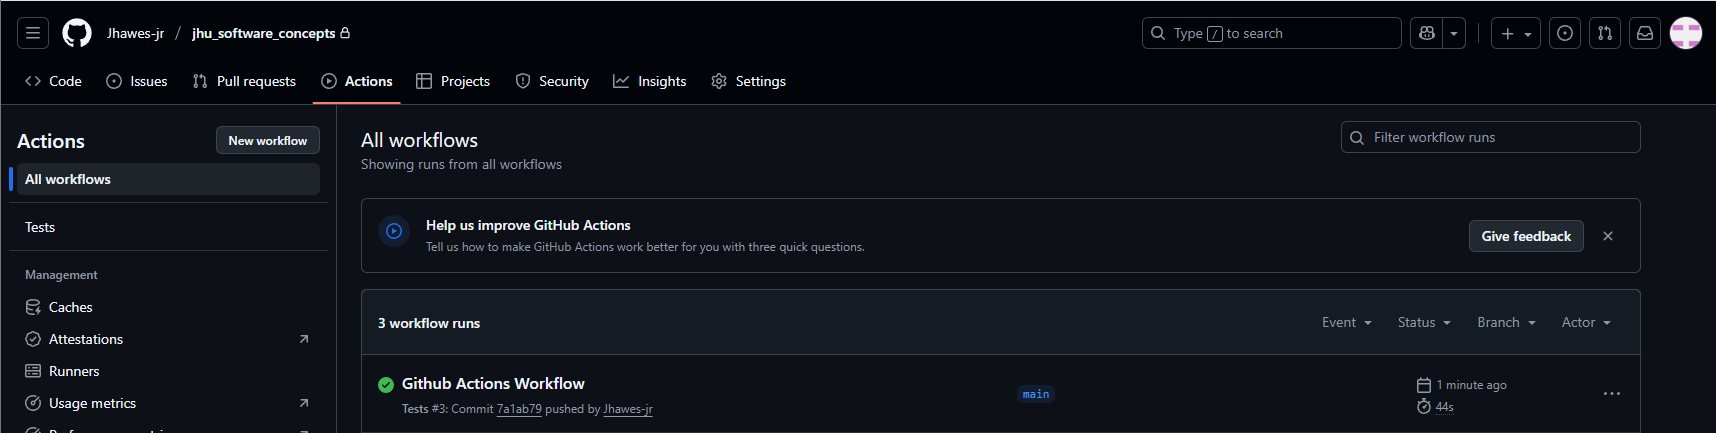 Jhawes-jr / jhu_software_concepts
Type / to search
Code
Issues
Pull requests
Actions
Projects
Security
Insights
Settings
Actions
New workflow
All workflows
Tests
Management
Caches
Attestations
Runners
Usage metrics
All workflows
Showing runs from all workflows
Filter workflow runs
Help us improve GitHub Actions
Tell us how to make GitHub Actions work better for you with three quick questions.
Give feedback
3 workflow runs
Event
Status
Branch
Actor
Github Actions Workflow
Tests #3: Commit 7a1ab79 pushed by Jhawes-jr
main
1 minute ago
44s